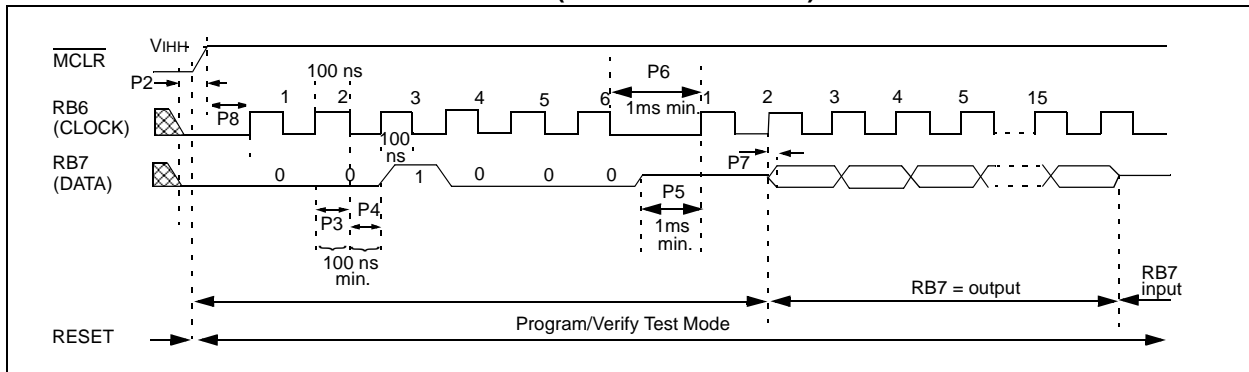 VIHH
MCLR
P2
100 ns
P6
1 2 3 4 5 6 1ms min. 1 2 3 4 5 15
RB6
(CLOCK)
P8
100
ns
P7
RB7
(DATA)
0 0 1 0 0 0
P5
P3 P4
1ms
min.
100 ns
min.
RB7 = output
RB7
input
Program/Verify Test Mode
RESET